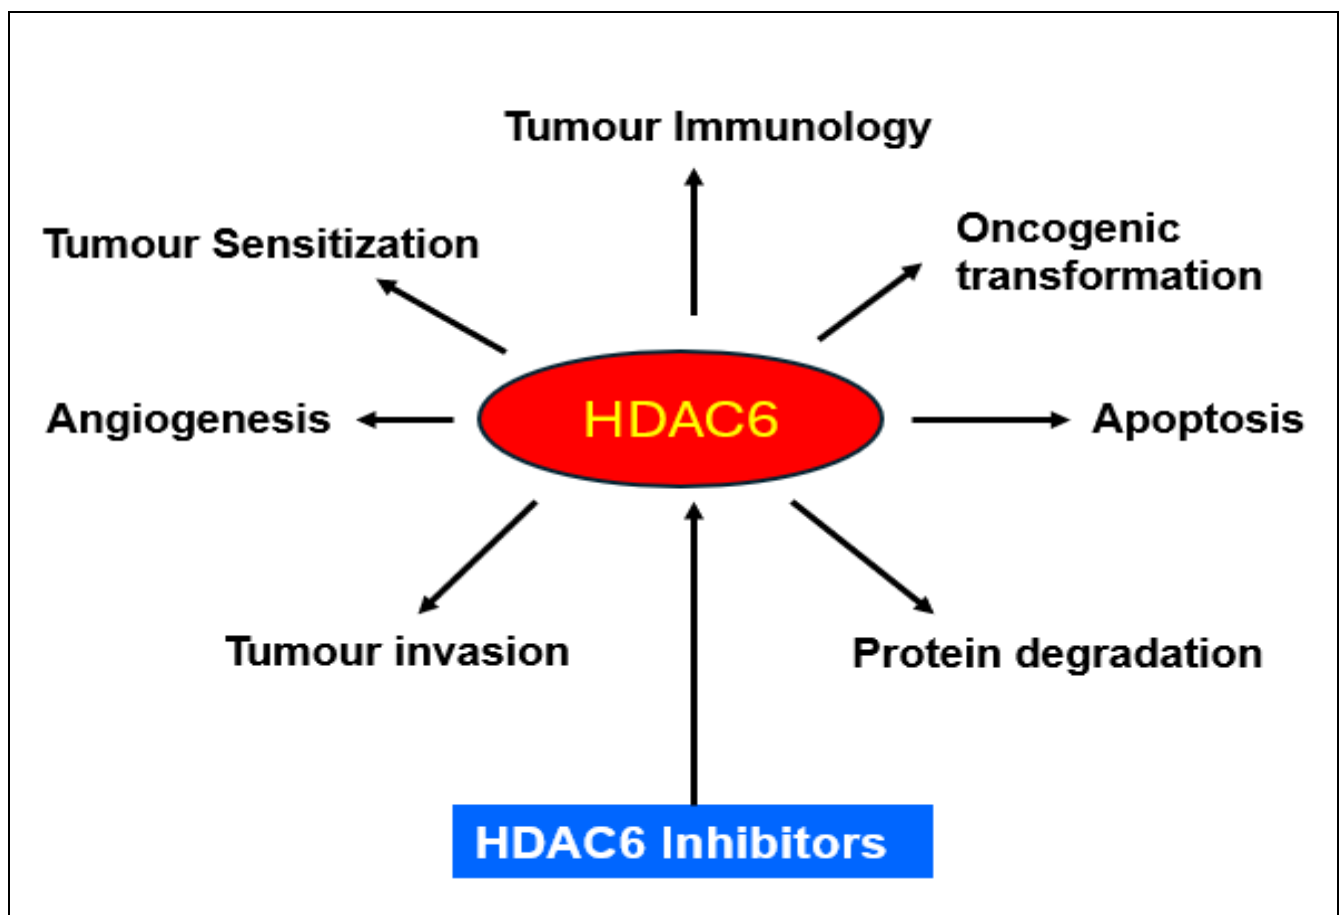 Tumour Immunology
Oncogenic
transformation
Tumour Sensitization
Angiogenesis
HDAC6
Apoptosis
Tumour invasion
Protein degradation
HDAC6 Inhibitors